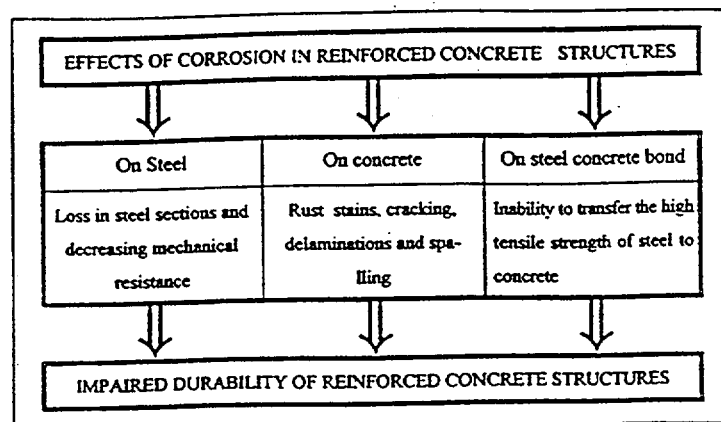 EFFECTS OF CORROSION IN REINFORCED CONCRETE STRUCTURES
On Steel
Loss in steel sections and
decreasing mechanical
resistance
On concrete
Rust stains, cracking,
delaminations and spa-
lling
On steel concrete bond
Inability to transfer the high
tensile strength of steel to
concrete
IMPAIRED DURABILITY OF REINFORCED CONCRETE STRUCTURES